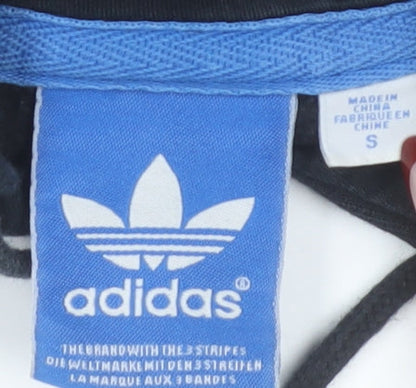 MADE IN
CHINA
FABRIQUE EN
CHINE
S
adidas®
THE BRAND WITH THE 3 STRIPES
DIE WELTMARKE MIT DEN 3 STREIFEN
LA MARQUE AUX 3 BANDES